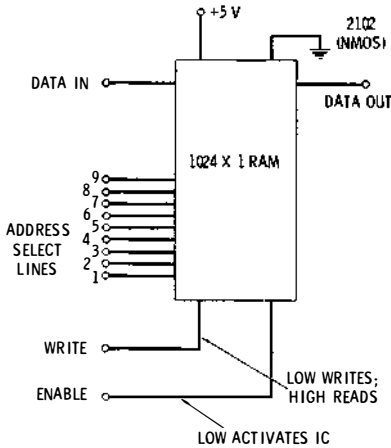 +5 V
2102
(NMOS)
DATA IN
DATA OUT
1024 X 1 RAM
9
8
7
6
5
4
3
2
1
ADDRESS
SELECT
LINES
WRITE
LOW WRITES;
HIGH READS
ENABLE
LOW ACTIVATES IC